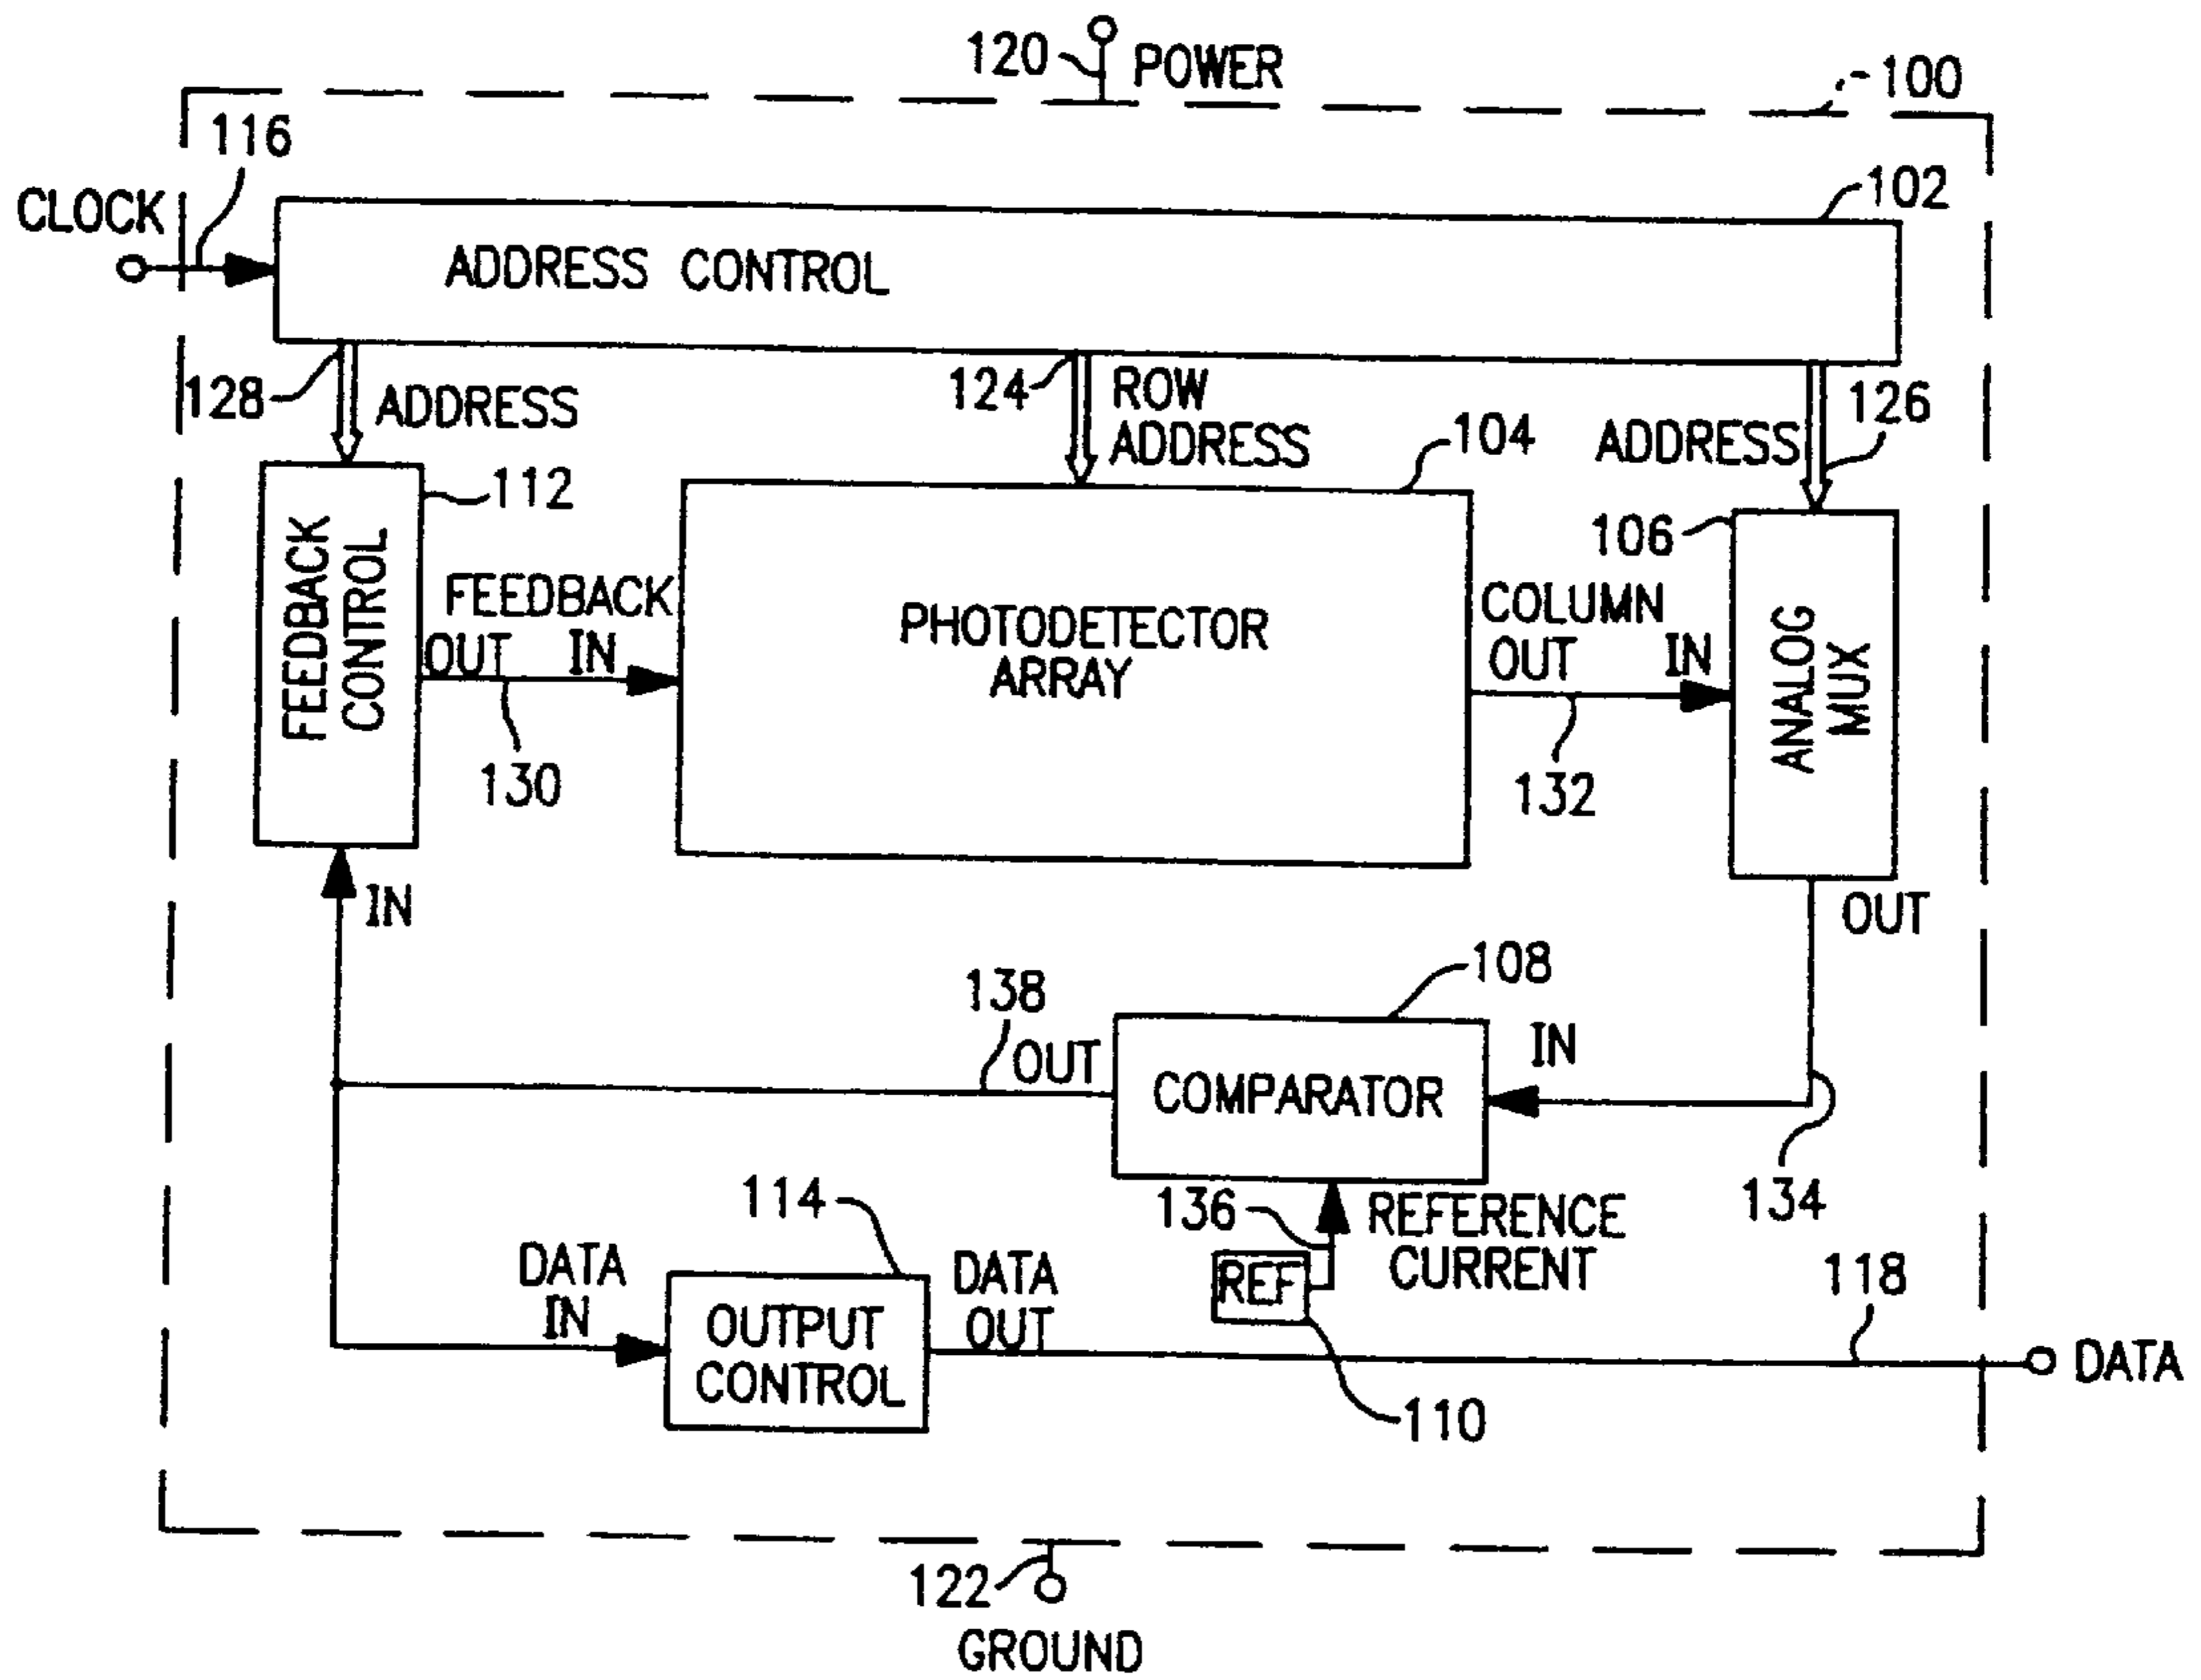 120
POWER
100
116
CLOCK
102
ADDRESS CONTROL
128
ADDRESS
124
ROW
ADDRESS
126
ADDRESS
104
112
106
FEEDBACK
CONTROL
FEEDBACK
OUT
IN
130
PHOTODETECTOR
ARRAY
COLUMN
OUT
IN
132
ANALOG
MUX
IN
OUT
138
OUT
108
COMPARATOR
IN
134
136
REFERENCE
CURRENT
REF
110
114
DATA
IN
OUTPUT
CONTROL
DATA
OUT
118
DATA
122
GROUND